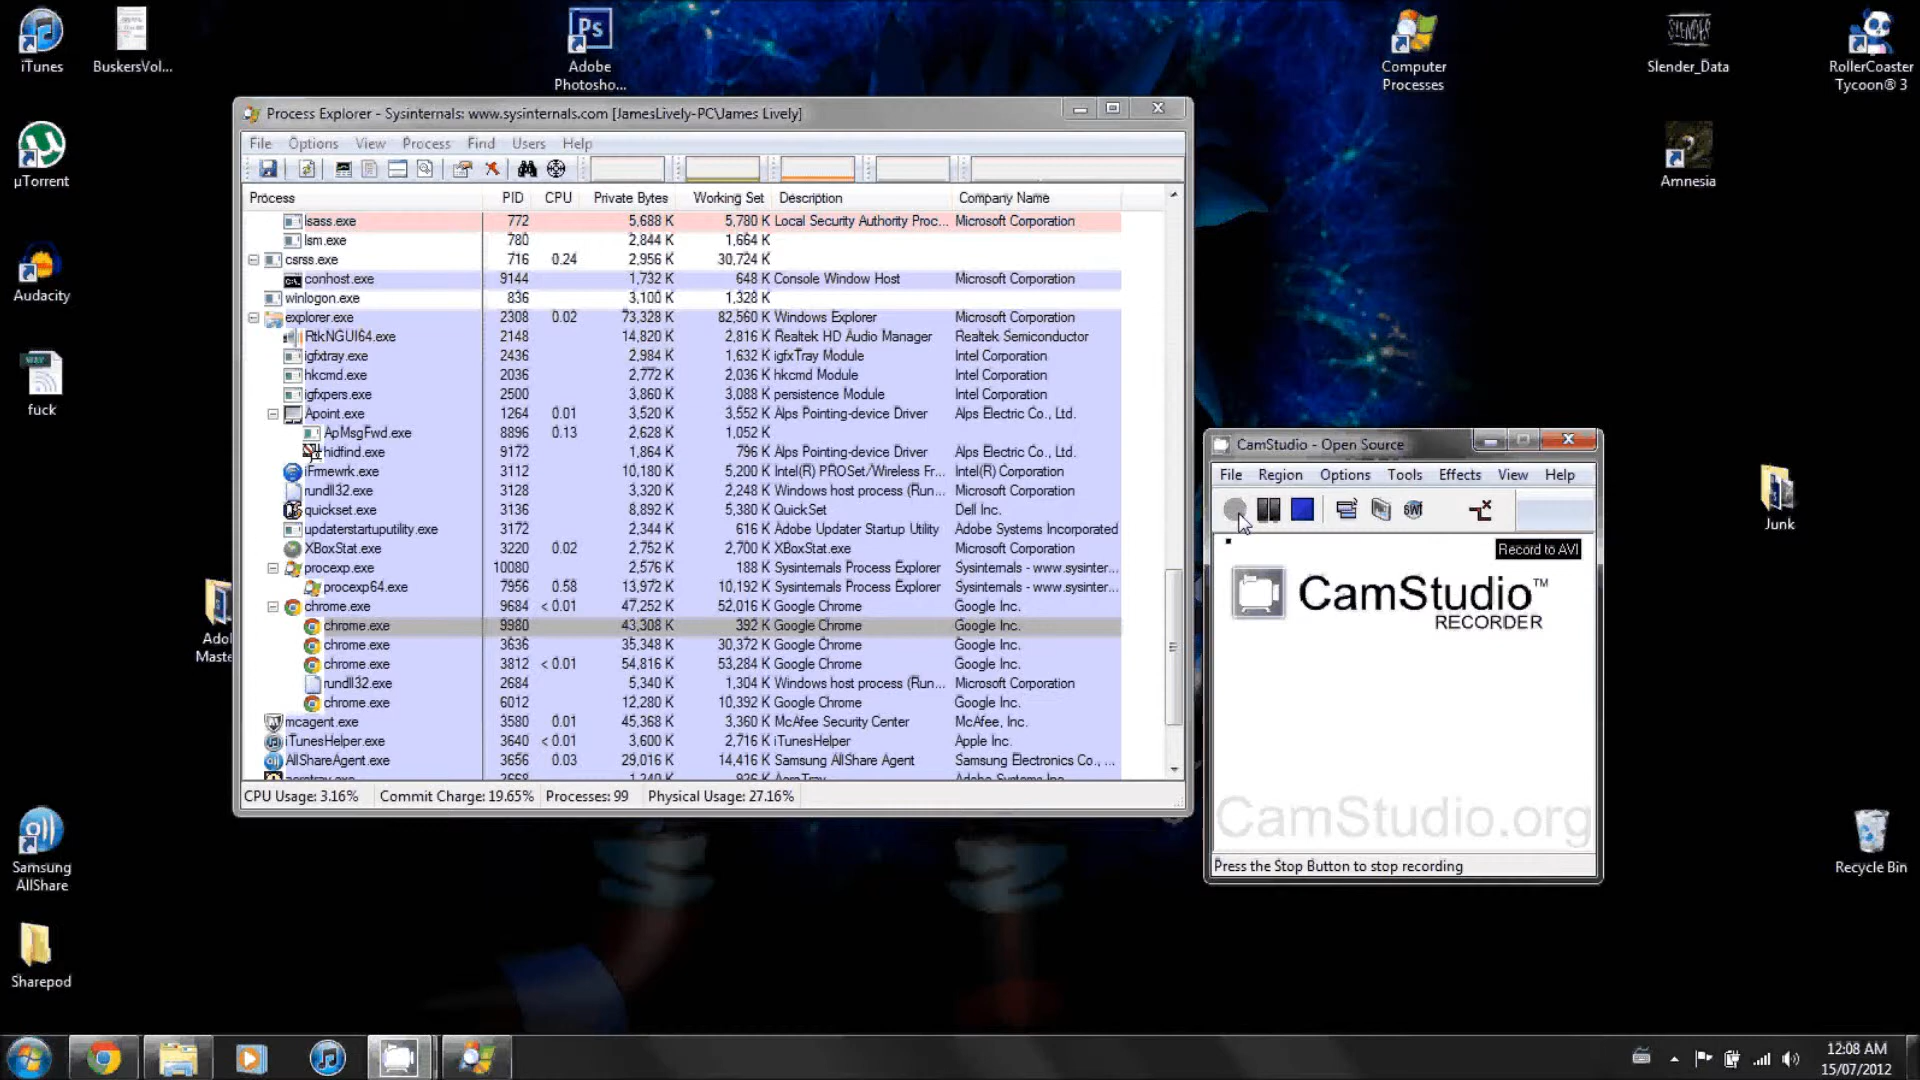 iTunes
BuskersVol...
Adobe
Photosho...
Computer
Processes
SLENDER
Slender_Data
RollerCoaster
Tycoon® 3
µTorrent
Amnesia
Audacity
WAV
fuck
Junk
Samsung
AllShare
Recycle Bin
Sharepod
Process Explorer - Sysinternals: www.sysinternals.com [JamesLively-PC\James Lively]
File Options View Process Find Users Help
Process PID CPU Private Bytes Working Set Description Company Name
lsass.exe 772 5,688 K 5,780 K Local Security Authority Proc... Microsoft Corporation
lsm.exe 780 2,844 K 1,664 K
csrss.exe 716 0.24 2,956 K 30,724 K
conhost.exe 9144 1,732 K 648 K Console Window Host Microsoft Corporation
winlogon.exe 836 3,100 K 1,328 K
explorer.exe 2308 0.02 73,328 K 82,560 K Windows Explorer Microsoft Corporation
RtkNGUI64.exe 2148 14,820 K 2,816 K Realtek HD Audio Manager Realtek Semiconductor
igfxtray.exe 2436 2,984 K 1,632 K igfxTray Module Intel Corporation
hkcmd.exe 2036 2,772 K 2,036 K hkcmd Module Intel Corporation
igfxpers.exe 2500 3,860 K 3,088 K persistence Module Intel Corporation
Apoint.exe 1264 0.01 3,520 K 3,552 K Alps Pointing-device Driver Alps Electric Co., Ltd.
ApMsgFwd.exe 8896 0.13 2,628 K 1,052 K
hidfind.exe 9172 1,864 K 796 K Alps Pointing-device Driver Alps Electric Co., Ltd.
iFrmewrk.exe 3112 10,180 K 5,200 K Intel(R) PROSet/Wireless Fr... Intel(R) Corporation
rundll32.exe 3128 3,320 K 2,248 K Windows host process (Run... Microsoft Corporation
quickset.exe 3136 8,892 K 5,380 K QuickSet Dell Inc.
updaterstartuputility.exe 3172 2,344 K 616 K Adobe Updater Startup Utility Adobe Systems Incorporated
XBoxStat.exe 3220 0.02 2,752 K 2,700 K XBoxStat.exe Microsoft Corporation
procexp.exe 10080 2,576 K 188 K Sysinternals Process Explorer Sysinternals - www.sysinter...
procexp64.exe 7956 0.58 13,972 K 10,192 K Sysinternals Process Explorer Sysinternals - www.sysinter...
chrome.exe 9684 < 0.01 47,252 K 52,016 K Google Chrome Google Inc.
chrome.exe 9980 43,308 K 392 K Google Chrome Google Inc.
chrome.exe 3636 35,348 K 30,372 K Google Chrome Google Inc.
chrome.exe 3812 < 0.01 54,816 K 53,284 K Google Chrome Google Inc.
rundll32.exe 2684 5,340 K 1,304 K Windows host process (Run... Microsoft Corporation
chrome.exe 6012 12,280 K 10,392 K Google Chrome Google Inc.
mcagent.exe 3580 0.01 45,368 K 3,360 K McAfee Security Center McAfee, Inc.
iTunesHelper.exe 3640 < 0.01 3,600 K 2,716 K iTunesHelper Apple Inc.
AllShareAgent.exe 3656 0.03 29,016 K 14,416 K Samsung AllShare Agent Samsung Electronics Co., ...
CPU Usage: 3.16% Commit Charge: 19.65% Processes: 99 Physical Usage: 27.16%
Adol
Maste
CamStudio - Open Source
File Region Options Tools Effects View Help
SWF
Record to AVI
CamStudio™
RECORDER
CamStudio.org
Press the Stop Button to stop recording
12:08 AM
15/07/2012